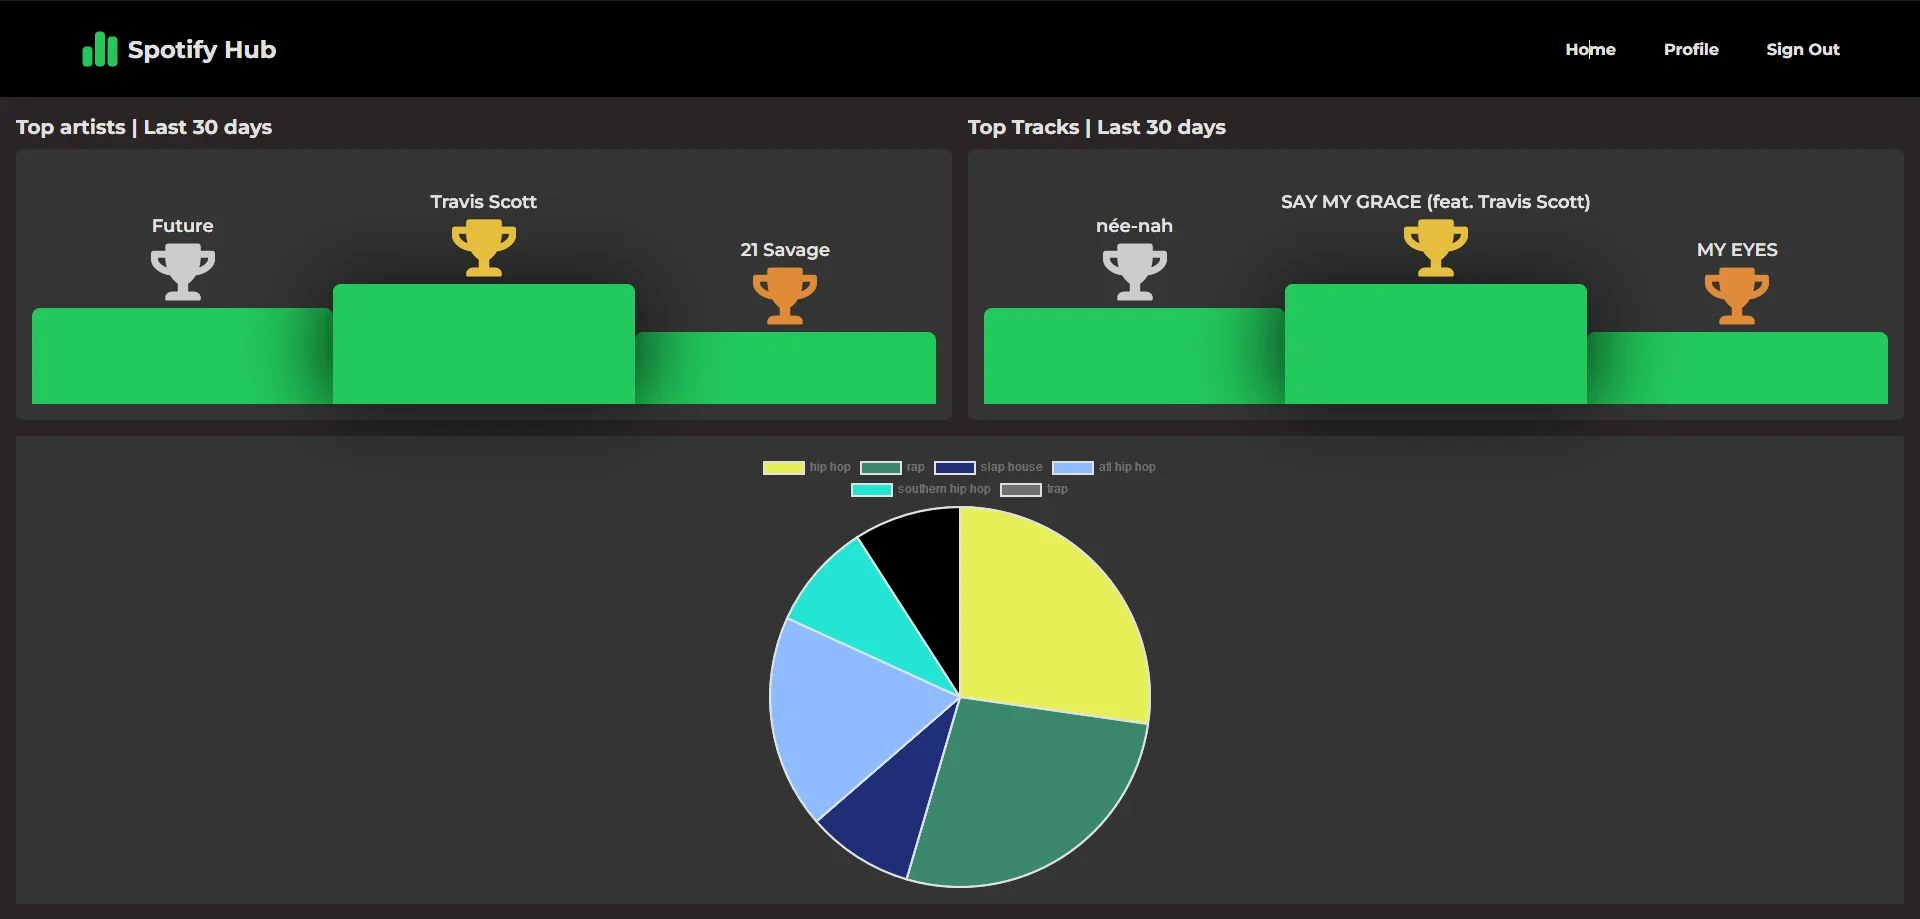 Spotify Hub
Home
Profile
Sign Out
Top artists | Last 30 days
Future
Travis Scott
21 Savage
Top Tracks | Last 30 days
née-nah
SAY MY GRACE (feat. Travis Scott)
MY EYES
hip hop rap slap house atl hip hop
southern hip hop trap